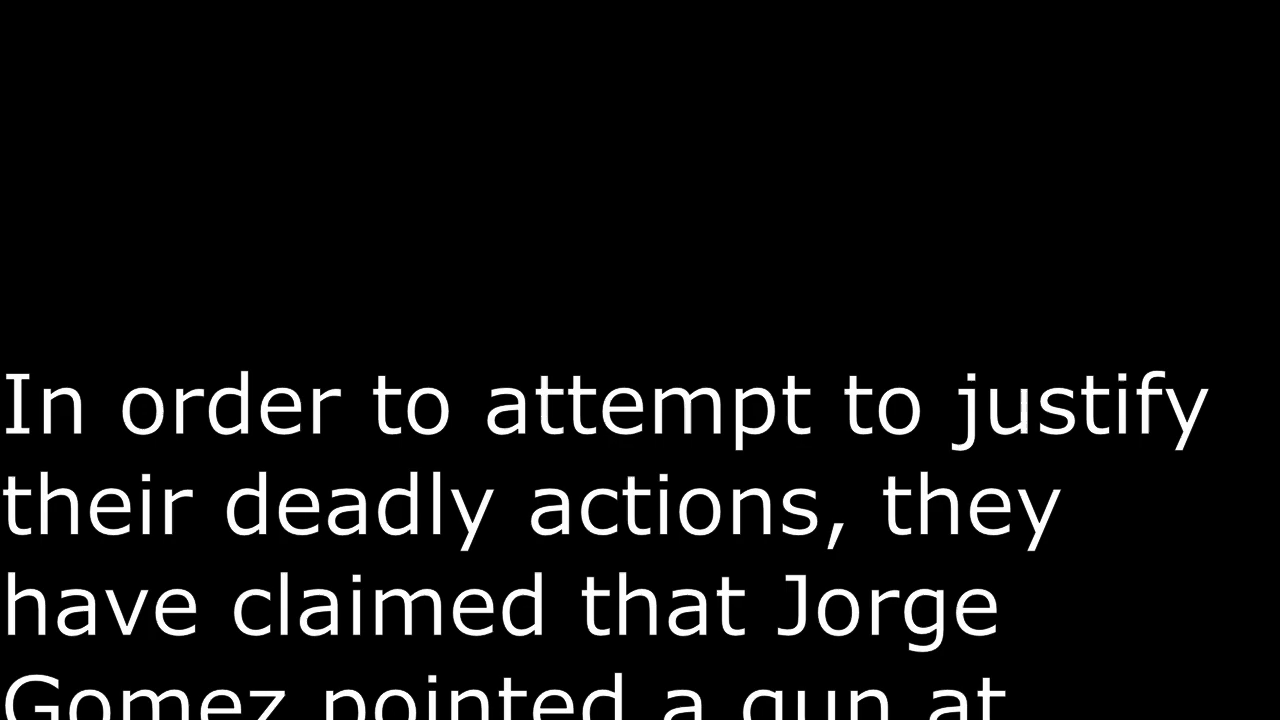 In order to attempt to justify
their deadly actions, they
have claimed that Jorge
Gomez pointed a gun at